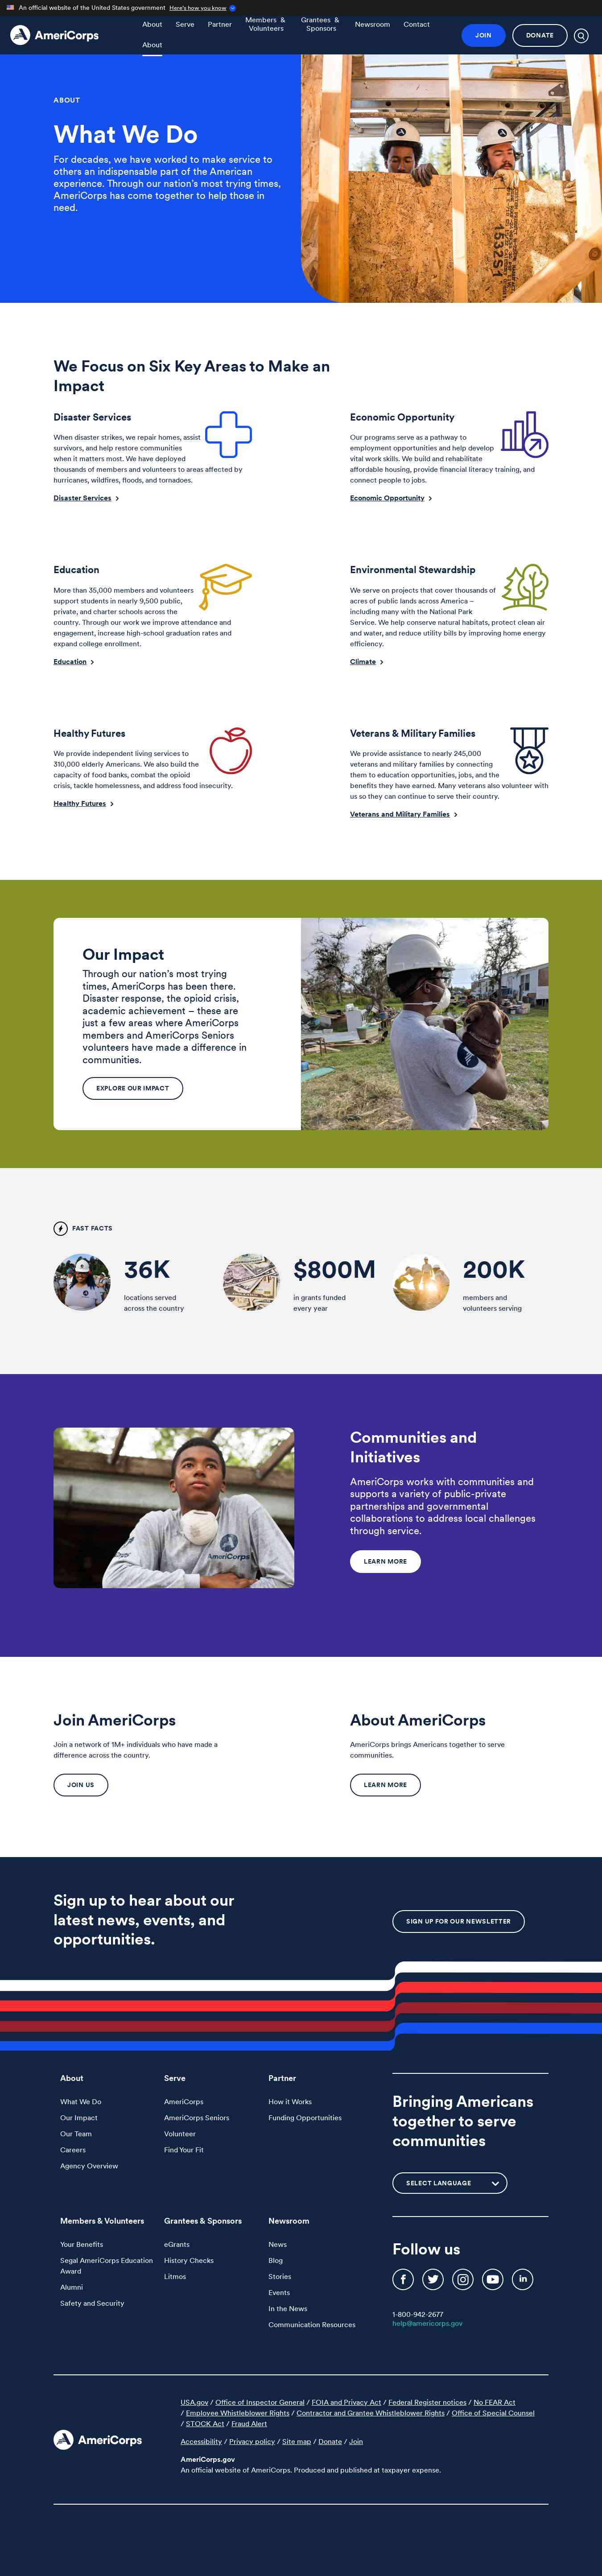 An official website of the United States government Here's how you know
AmeriCorps
About
Serve
Partner
Members &
Volunteers
Grantees &
Sponsors
Newsroom
Contact
JOIN
DONATE
About
ABOUT
What We Do
For decades, we have worked to make service to
others an indispensable part of the American
experience. Through our nation's most trying times,
AmeriCorps has come together to help those in
need.
We Focus on Six Key Areas to Make an
Impact
Disaster Services
When disaster strikes, we repair homes, assist
survivors, and help restore communities
when it matters most. We have deployed
thousands of members and volunteers to areas affected by
hurricanes, wildfires, floods, and tornadoes.
Disaster Services
Economic Opportunity
Our programs serve as a pathway to
employment opportunities and help develop
vital work skills. We build and rehabilitate
affordable housing, provide financial literacy training, and
connect people to jobs.
Economic Opportunity
Education
More than 35,000 members and volunteers
support students in nearly 9,500 public,
private, and charter schools across the
country. Through our work we improve attendance and
engagement, increase high-school graduation rates and
expand college enrollment.
Education
Environmental Stewardship
We serve on projects that cover thousands of
acres of public lands across America –
including many with the National Park
Service. We help conserve natural habitats, protect clean air
and water, and reduce utility bills by improving home energy
efficiency.
Climate
Healthy Futures
We provide independent living services to
310,000 elderly Americans. We also build the
capacity of food banks, combat the opioid
crisis, tackle homelessness, and address food insecurity.
Healthy Futures
Veterans & Military Families
We provide assistance to nearly 245,000
veterans and military families by connecting
them to education opportunities, jobs, and the
benefits they have earned. Many veterans also volunteer with
us so they can continue to serve their country.
Veterans and Military Families
Our Impact
Through our nation's most trying
times, AmeriCorps has been there.
Disaster response, the opioid crisis,
academic achievement – these are
just a few areas where AmeriCorps
members and AmeriCorps Seniors
volunteers have made a difference in
communities.
EXPLORE OUR IMPACT
FAST FACTS
36K
locations served
across the country
$800M
in grants funded
every year
200K
members and
volunteers serving
AmeriCorps
Communities and
Initiatives
AmeriCorps works with communities and
supports a variety of public-private
partnerships and governmental
collaborations to address local challenges
through service.
LEARN MORE
Join AmeriCorps
Join a network of 1M+ individuals who have made a
difference across the country.
JOIN US
About AmeriCorps
AmeriCorps brings Americans together to serve
communities.
LEARN MORE
Sign up to hear about our
latest news, events, and
opportunities.
SIGN UP FOR OUR NEWSLETTER
About
What We Do
Our Impact
Our Team
Careers
Agency Overview
Serve
AmeriCorps
AmeriCorps Seniors
Volunteer
Find Your Fit
Partner
How it Works
Funding Opportunities
Bringing Americans
together to serve
communities
SELECT LANGUAGE
Members & Volunteers
Your Benefits
Segal AmeriCorps Education
Award
Alumni
Safety and Security
Grantees & Sponsors
eGrants
History Checks
Litmos
Newsroom
News
Blog
Stories
Events
In the News
Communication Resources
Follow us
1-800-942-2677
help@americorps.gov
AmeriCorps
USA.gov / Office of Inspector General / FOIA and Privacy Act / Federal Register notices / No FEAR Act
/ Employee Whistleblower Rights / Contractor and Grantee Whistleblower Rights / Office of Special Counsel
/ STOCK Act / Fraud Alert
Accessibility / Privacy policy / Site map / Donate / Join
AmeriCorps.gov
An official website of AmeriCorps. Produced and published at taxpayer expense.